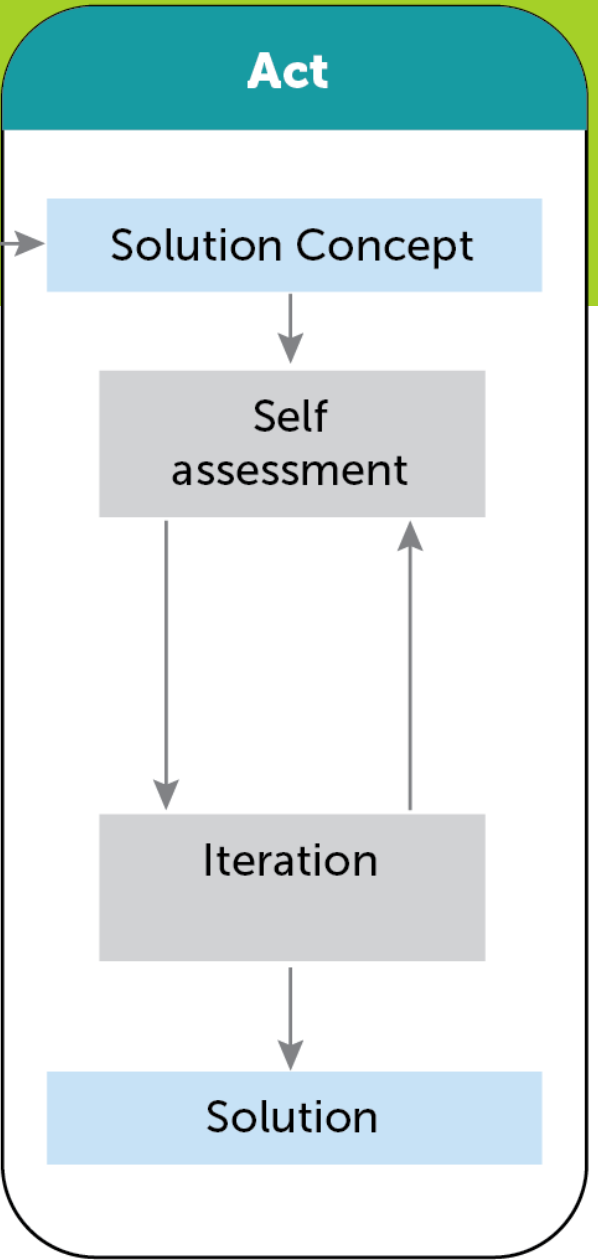 Act
Solution Concept
Self
assessment
Iteration
Solution